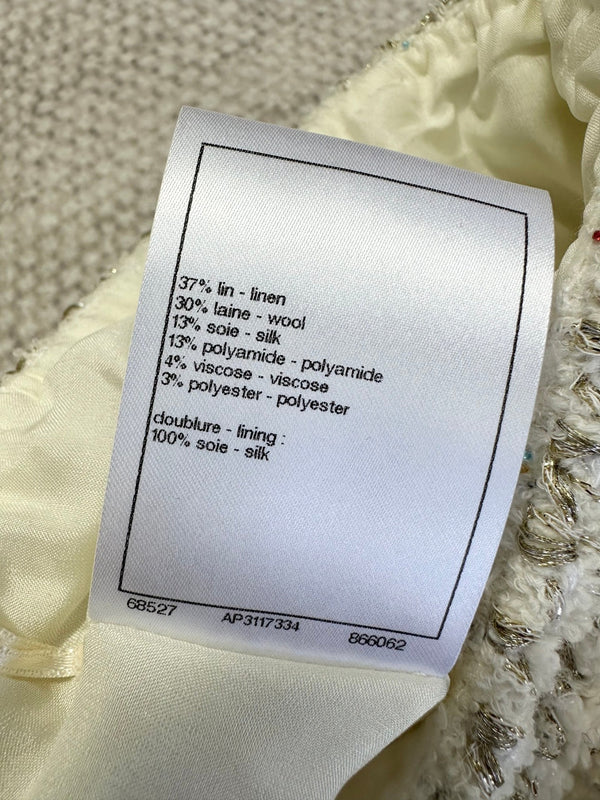 37% lin - linen
30% laine - wool
13% soie - silk
13% polyamide - polyamide
4% viscose - viscose
3% polyester - polyester
doublure - lining :
100% soie - silk
68527 AP3117334 866062